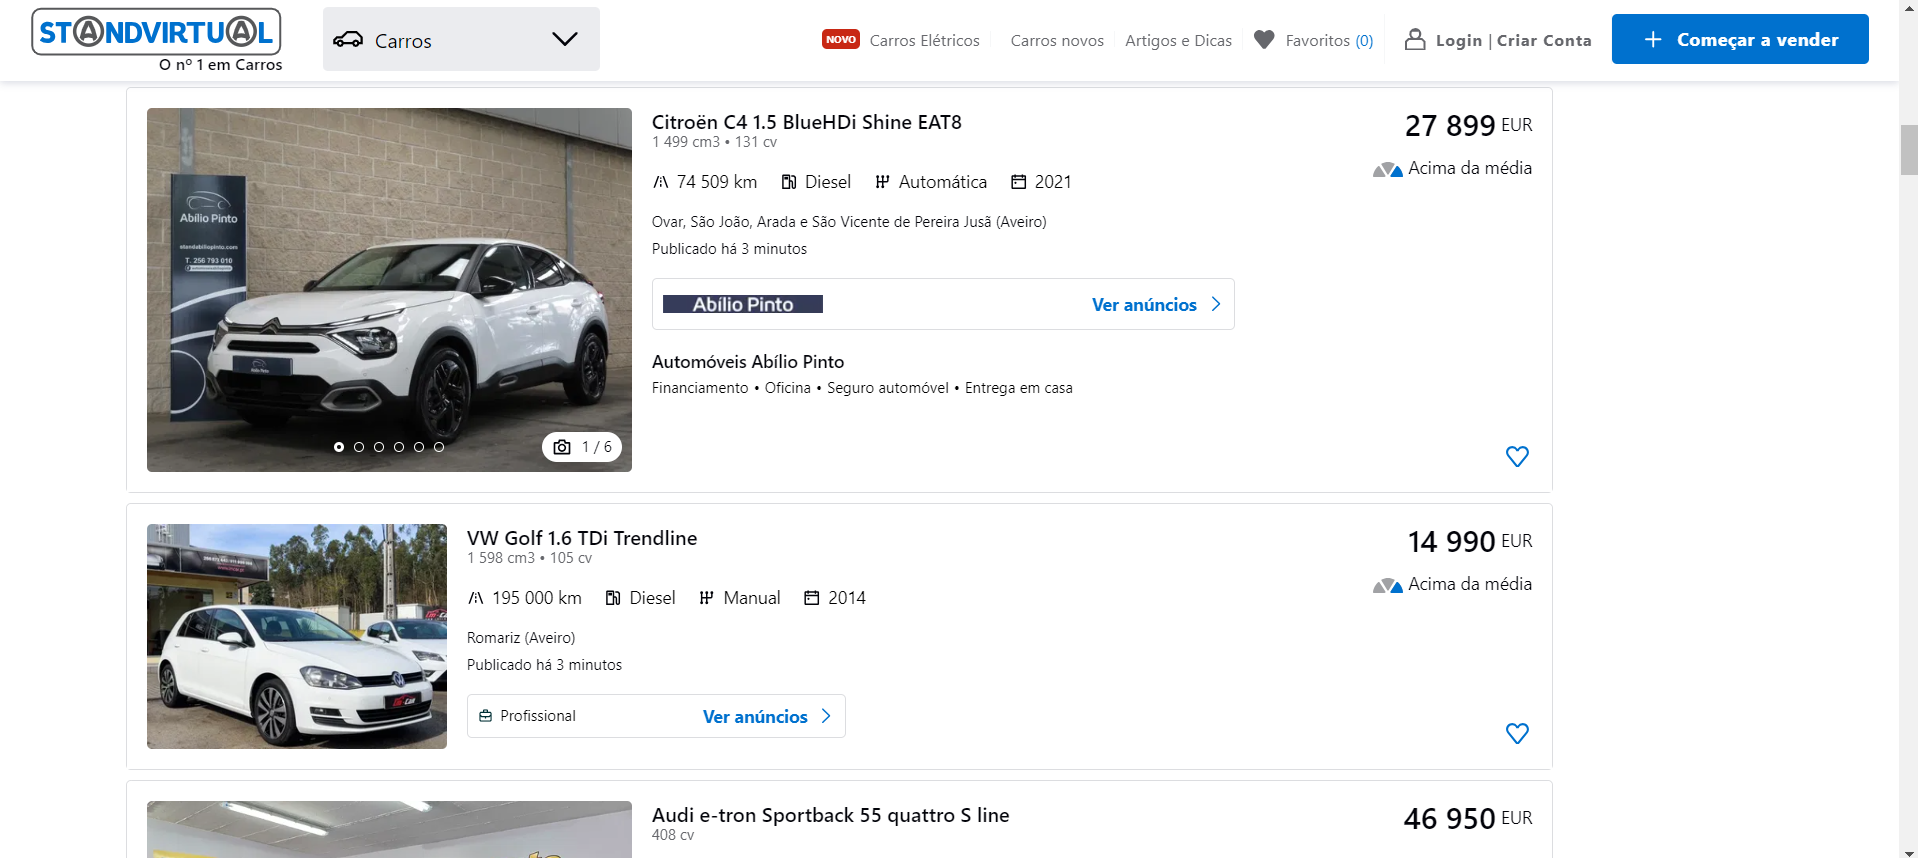 STANDVIRTUAL
O nº 1 em Carros
Carros
NOVO Carros Elétricos
Carros novos
Artigos e Dicas
Favoritos (0)
Login | Criar Conta
+ Começar a vender
Abílio Pinto
standabiliopinto.com
T. 256 793 010
Abílio Pinto
1 / 6
Citroën C4 1.5 BlueHDi Shine EAT8
1 499 cm3 • 131 cv
74 509 km Diesel Automática 2021
Ovar, São João, Arada e São Vicente de Pereira Jusã (Aveiro)
Publicado há 3 minutos
Abílio Pinto
Ver anúncios
Automóveis Abílio Pinto
Financiamento • Oficina • Seguro automóvel • Entrega em casa
27 899 EUR
Acima da média
VW Golf 1.6 TDi Trendline
1 598 cm3 • 105 cv
195 000 km Diesel Manual 2014
Romariz (Aveiro)
Publicado há 3 minutos
Profissional
Ver anúncios
14 990 EUR
Acima da média
Audi e-tron Sportback 55 quattro S line
408 cv
46 950 EUR